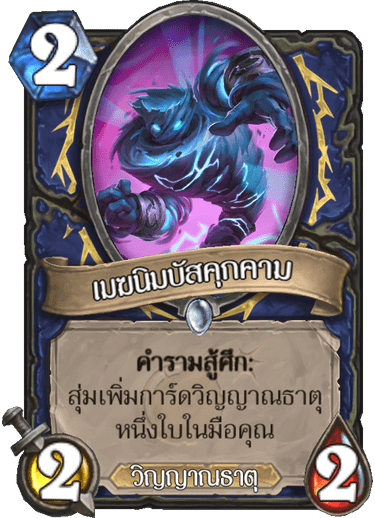 2
เมฆนิมบัสคุกคาม
คำรามสู้ศึก:
สุ่มเพิ่มการ์ดวิญญาณธาตุ
หนึ่งใบในมือคุณ
2
วิญญาณธาตุ
2